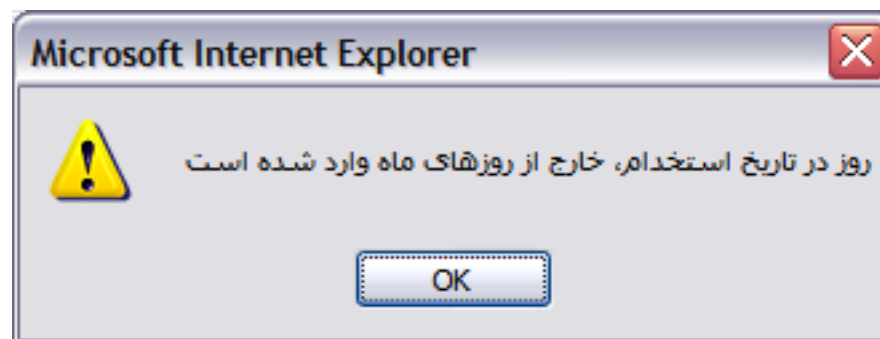 Microsoft Internet Explorer
روز در تاریخ استخدام، خارج از روزهای ماه وارد شده است
OK